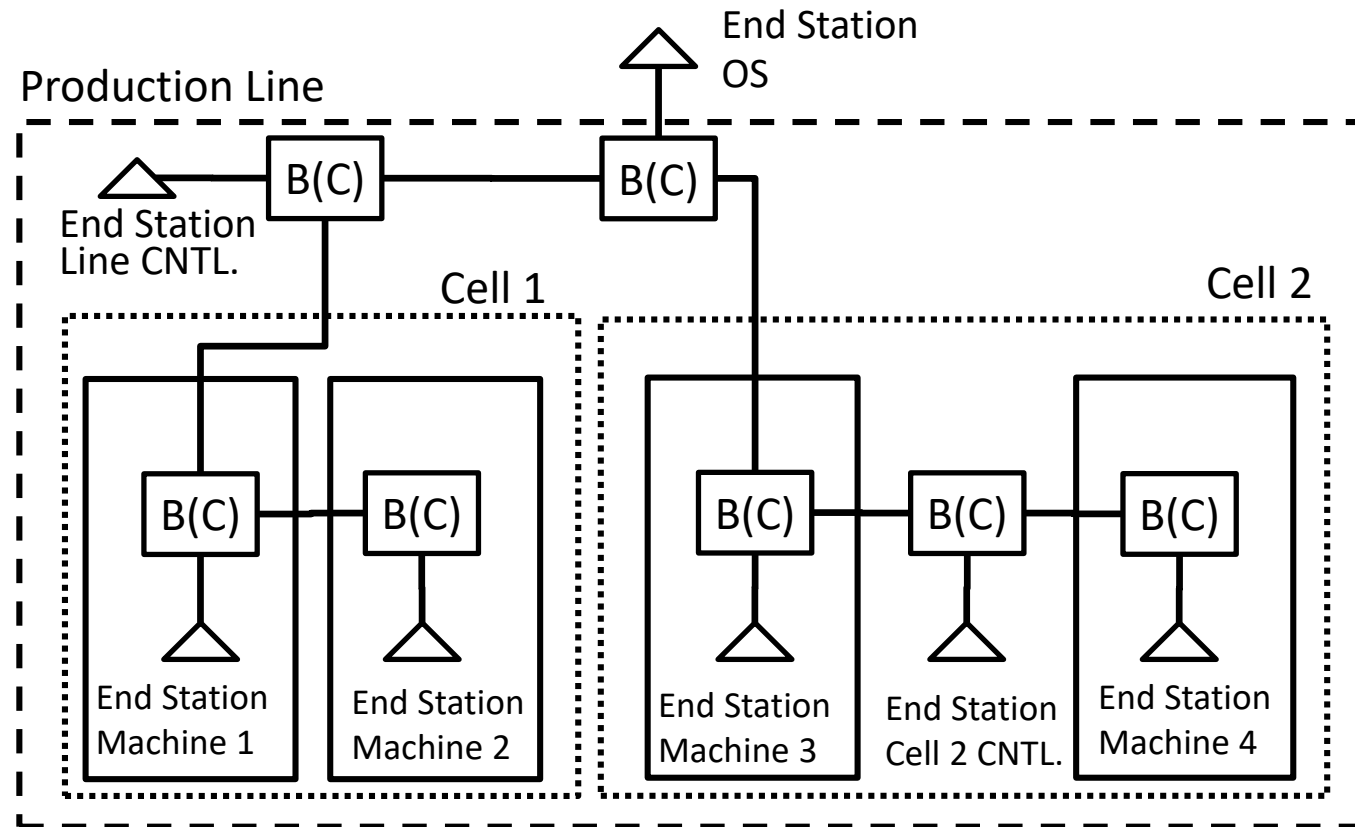 End Station
OS
Production Line
B(C)
B(C)
End Station
Line CNTL.
Cell 1
Cell 2
B(C)
B(C)
B(C)
B(C)
B(C)
End Station
Machine 1
End Station
Machine 2
End Station
Machine 3
End Station
Cell 2 CNTL.
End Station
Machine 4